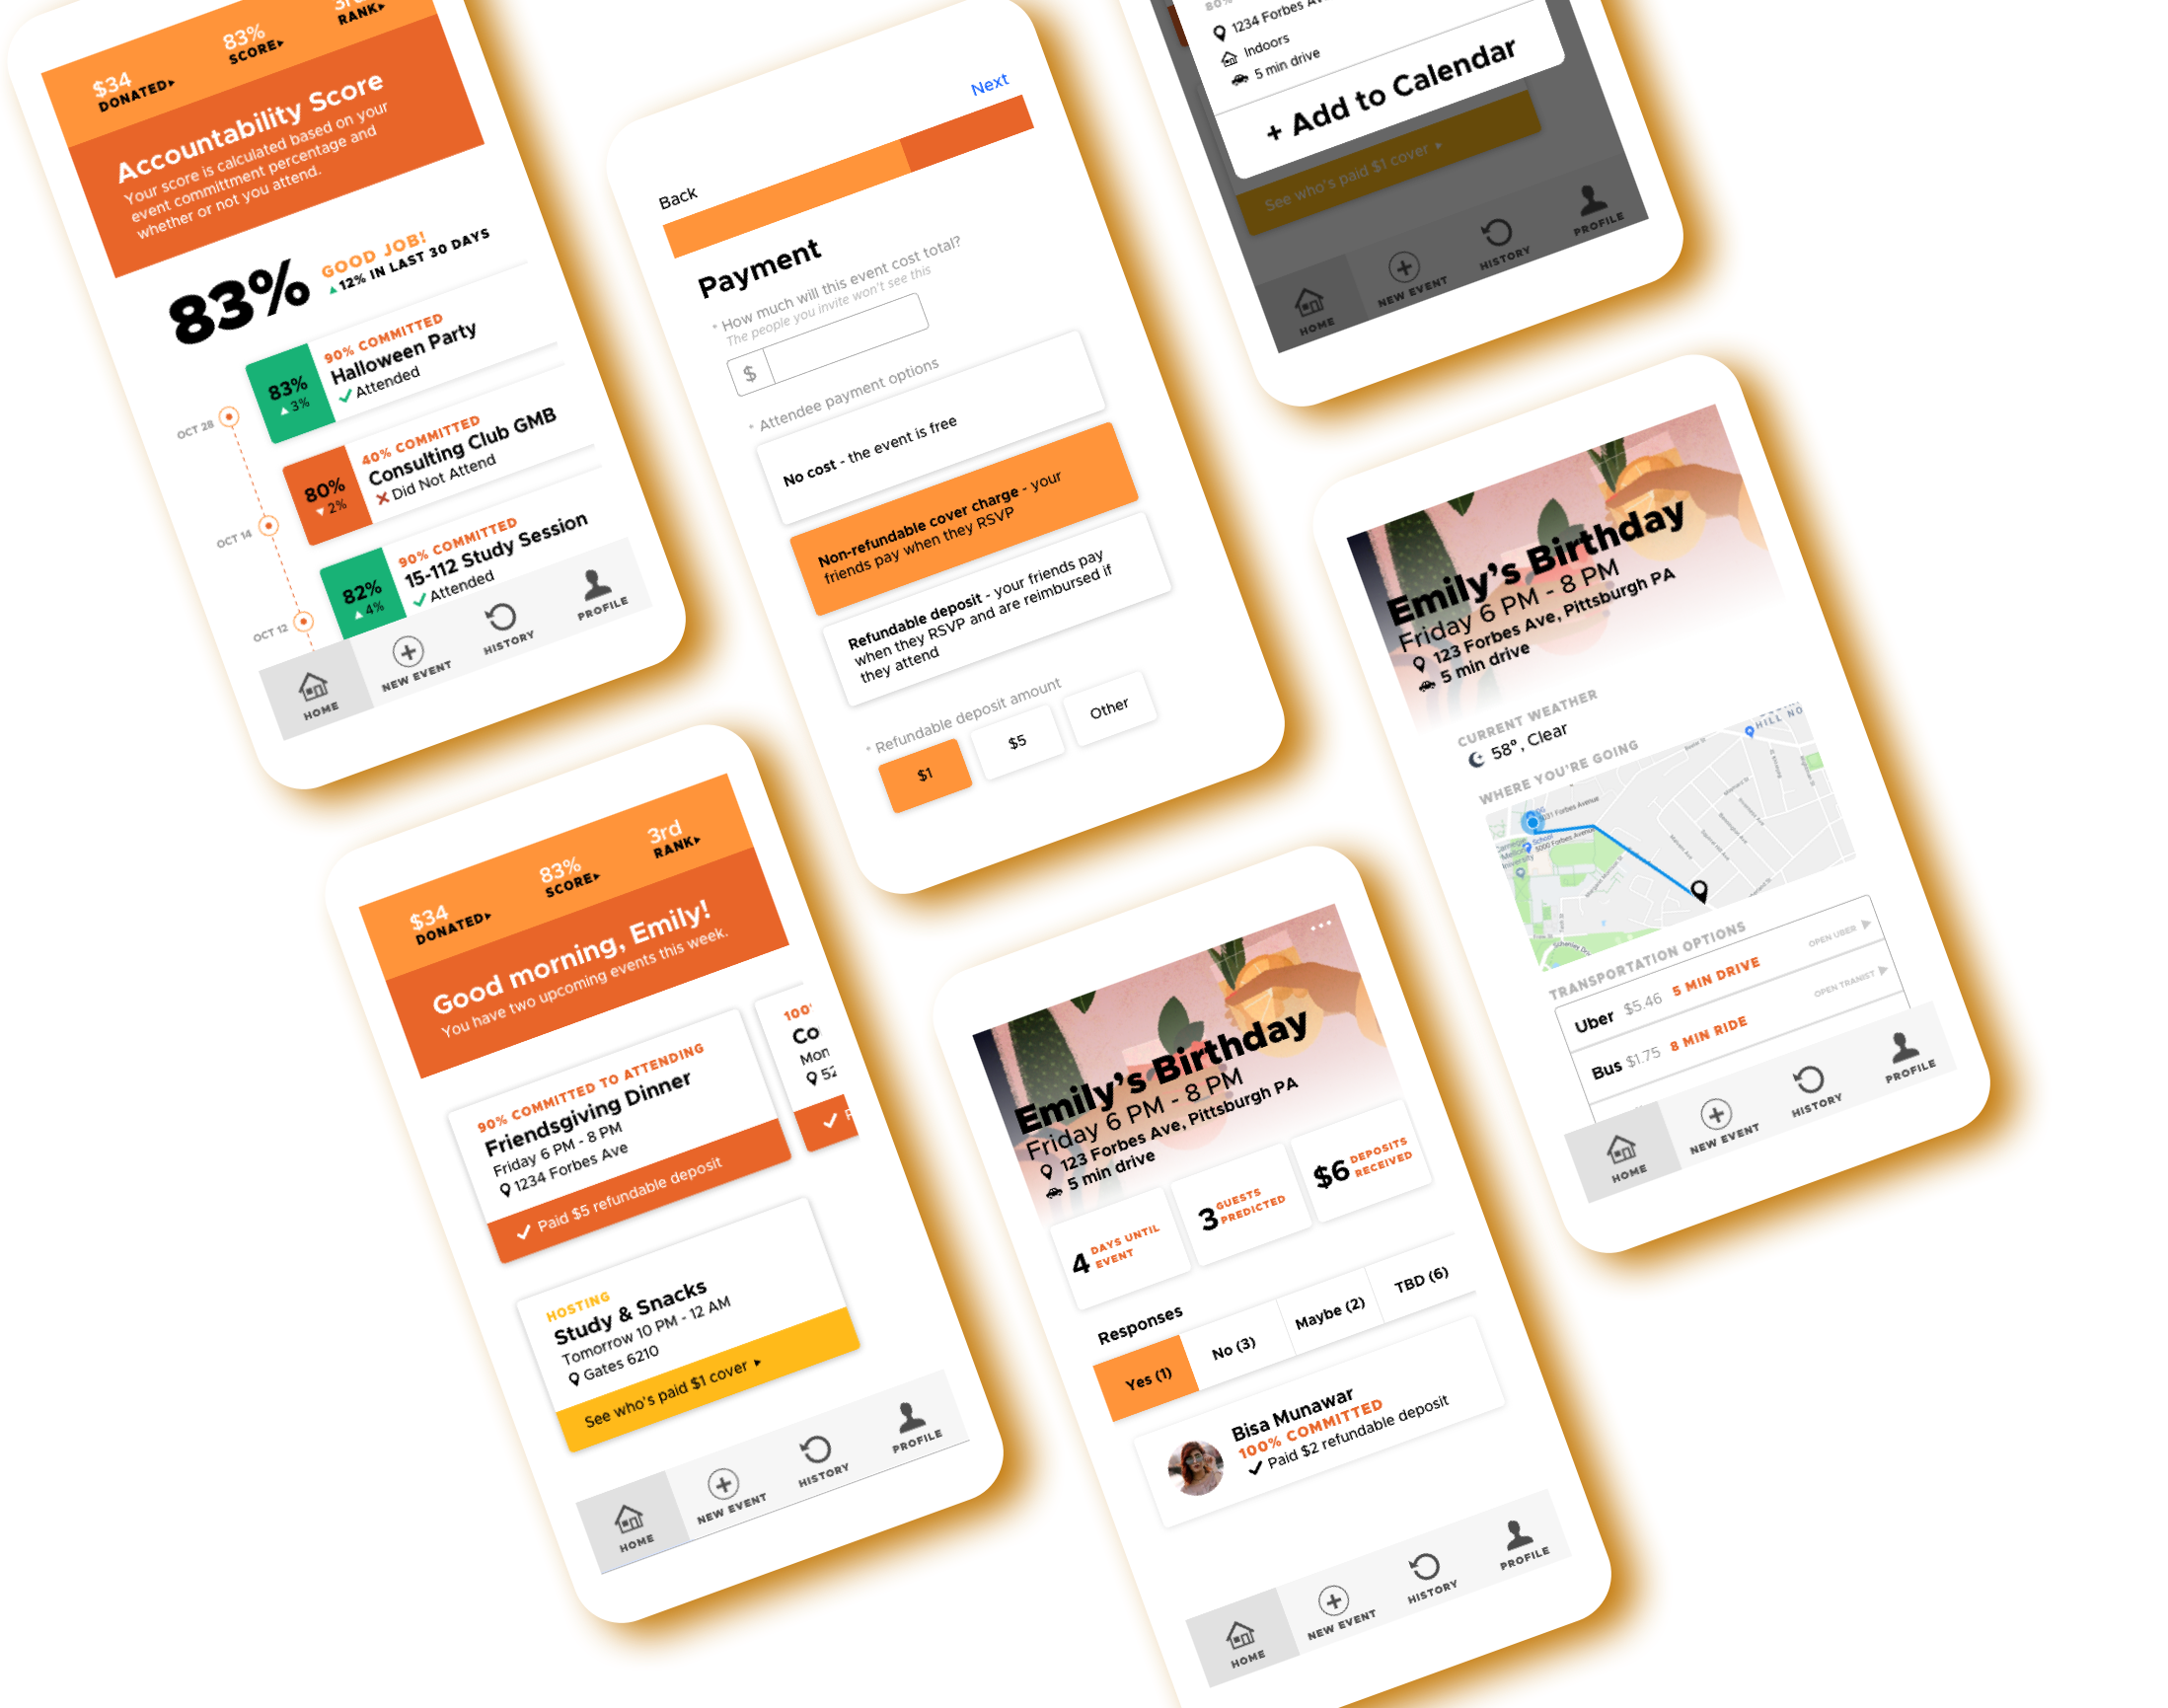 $34
DONATED▸
83%
SCORE▸
3rd
RANK▸
Accountability Score
Your score is calculated based on your
event committment percentage and
whether or not you attend.
83%
GOOD JOB!
▲12% IN LAST 30 DAYS
OCT 28
83%
▲3%
90% COMMITTED
Halloween Party
Attended
OCT 14
80%
▼2%
40% COMMITTED
Consulting Club GMB
Did Not Attend
OCT 12
82%
▲4%
90% COMMITTED
15-112 Study Session
Attended
HOME
NEW EVENT
HISTORY
PROFILE
Back
Next
Payment
* How much will this event cost total?
The people you invite won't see this
$
* Attendee payment options
No cost - the event is free
Non-refundable cover charge - your
friends pay when they RSVP
Refundable deposit - your friends pay
when they RSVP and are reimbursed if
they attend
* Refundable deposit amount
$1
$5
Other
80%
1234 Forbes Av
Indoors
5 min drive
+ Add to Calendar
See who's paid $1 cover ▸
HOME
NEW EVENT
HISTORY
PROFILE
$34
DONATED▸
83%
SCORE▸
3rd
RANK▸
Good morning, Emily!
You have two upcoming events this week.
90% COMMITTED TO ATTENDING
Friendsgiving Dinner
Friday 6 PM - 8 PM
1234 Forbes Ave
Paid $5 refundable deposit
100
Co
Mon
52
HOSTING
Study & Snacks
Tomorrow 10 PM - 12 AM
Gates 6210
See who's paid $1 cover ▸
HOME
NEW EVENT
HISTORY
PROFILE
Emily's Birthday
Friday 6 PM - 8 PM
123 Forbes Ave, Pittsburgh PA
5 min drive
4 DAYS UNTIL
EVENT
3 GUESTS
PREDICTED
$6 DEPOSITS
RECEIVED
Responses
Yes (1)
No (3)
Maybe (2)
TBD (6)
Bisa Munawar
100% COMMITTED
Paid $2 refundable deposit
HOME
NEW EVENT
HISTORY
PROFILE
Emily's Birthday
Friday 6 PM - 8 PM
123 Forbes Ave, Pittsburgh PA
5 min drive
CURRENT WEATHER
58°, Clear
WHERE YOU'RE GOING
HILL NO
5000 Forbes Avenue
TRANSPORTATION OPTIONS
Uber $5.46 5 MIN DRIVE
OPEN UBER ▶
Bus $1.75 8 MIN RIDE
OPEN TRANIST ▶
HOME
NEW EVENT
HISTORY
PROFILE